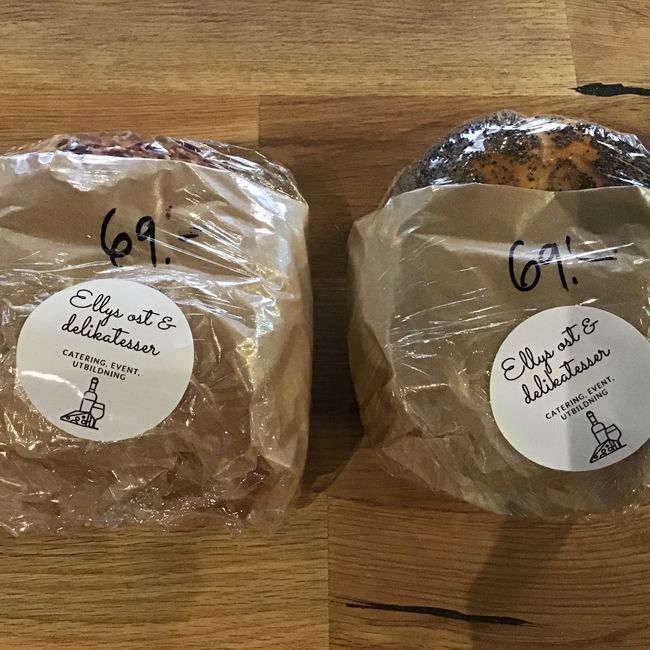 69:-
Ellys ost &
delikatesser
CATERING, EVENT,
UTBILDNING
69:-
Ellys ost &
delikatesser
CATERING, EVENT,
UTBILDNING